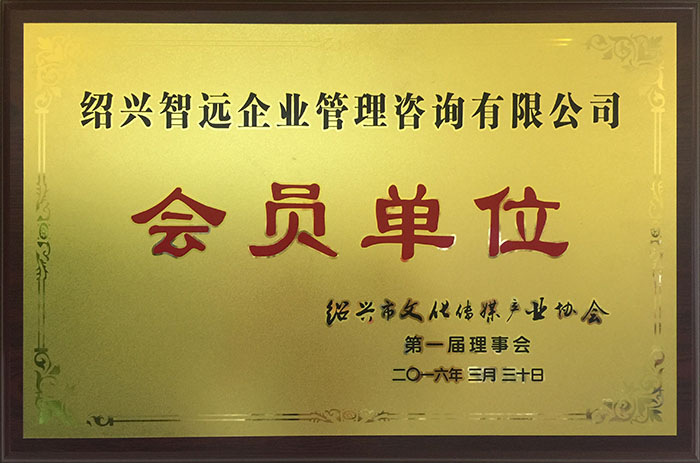 绍兴智远企业管理咨询有限公司
会员单位
绍兴市文化传媒产业协会
第一届理事会
二〇一六年 三月 三十日